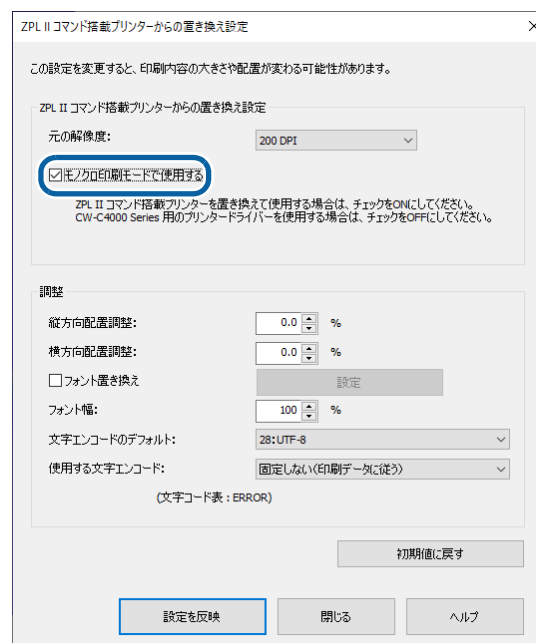 ZPL II コマンド搭載プリンターからの置き換え設定
この設定を変更すると、印刷内容の大きさや配置が変わる可能性があります。
ZPL II コマンド搭載プリンターからの置き換え設定
元の解像度:
200 DPI
モノクロ印刷モードで使用する
ZPL II コマンド搭載プリンターを置き換えて使用する場合は、チェックをONにしてください。
CW-C4000 Series 用のプリンタードライバーを使用する場合は、チェックをOFFにしてください。
調整
縦方向配置調整: 0.0 %
横方向配置調整: 0.0 %
フォント置き換え 設定
フォント幅: 100 %
文字エンコードのデフォルト: 28:UTF-8
使用する文字エンコード: 固定しない(印刷データに従う)
(文字コード表 : ERROR)
初期値に戻す
設定を反映 閉じる ヘルプ